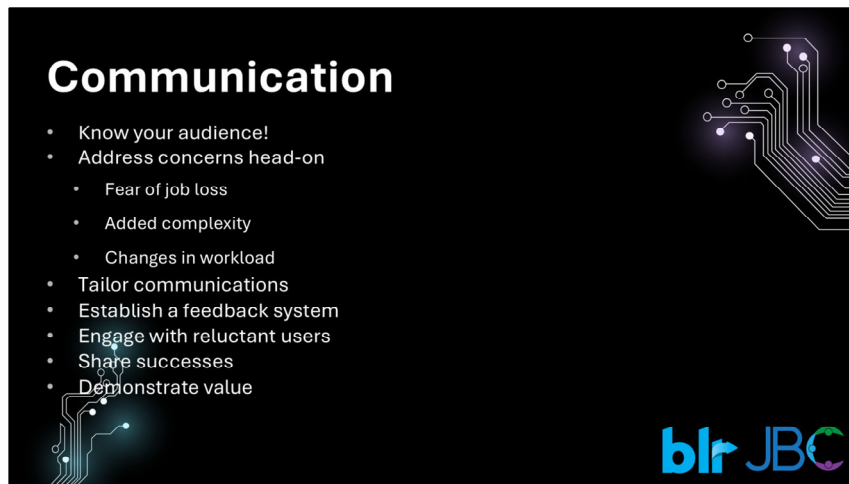 Communication
• Know your audience!
• Address concerns head-on
• Fear of job loss
• Added complexity
• Changes in workload
• Tailor communications
• Establish a feedback system
• Engage with reluctant users
• Share successes
• Demonstrate value
blr JBC